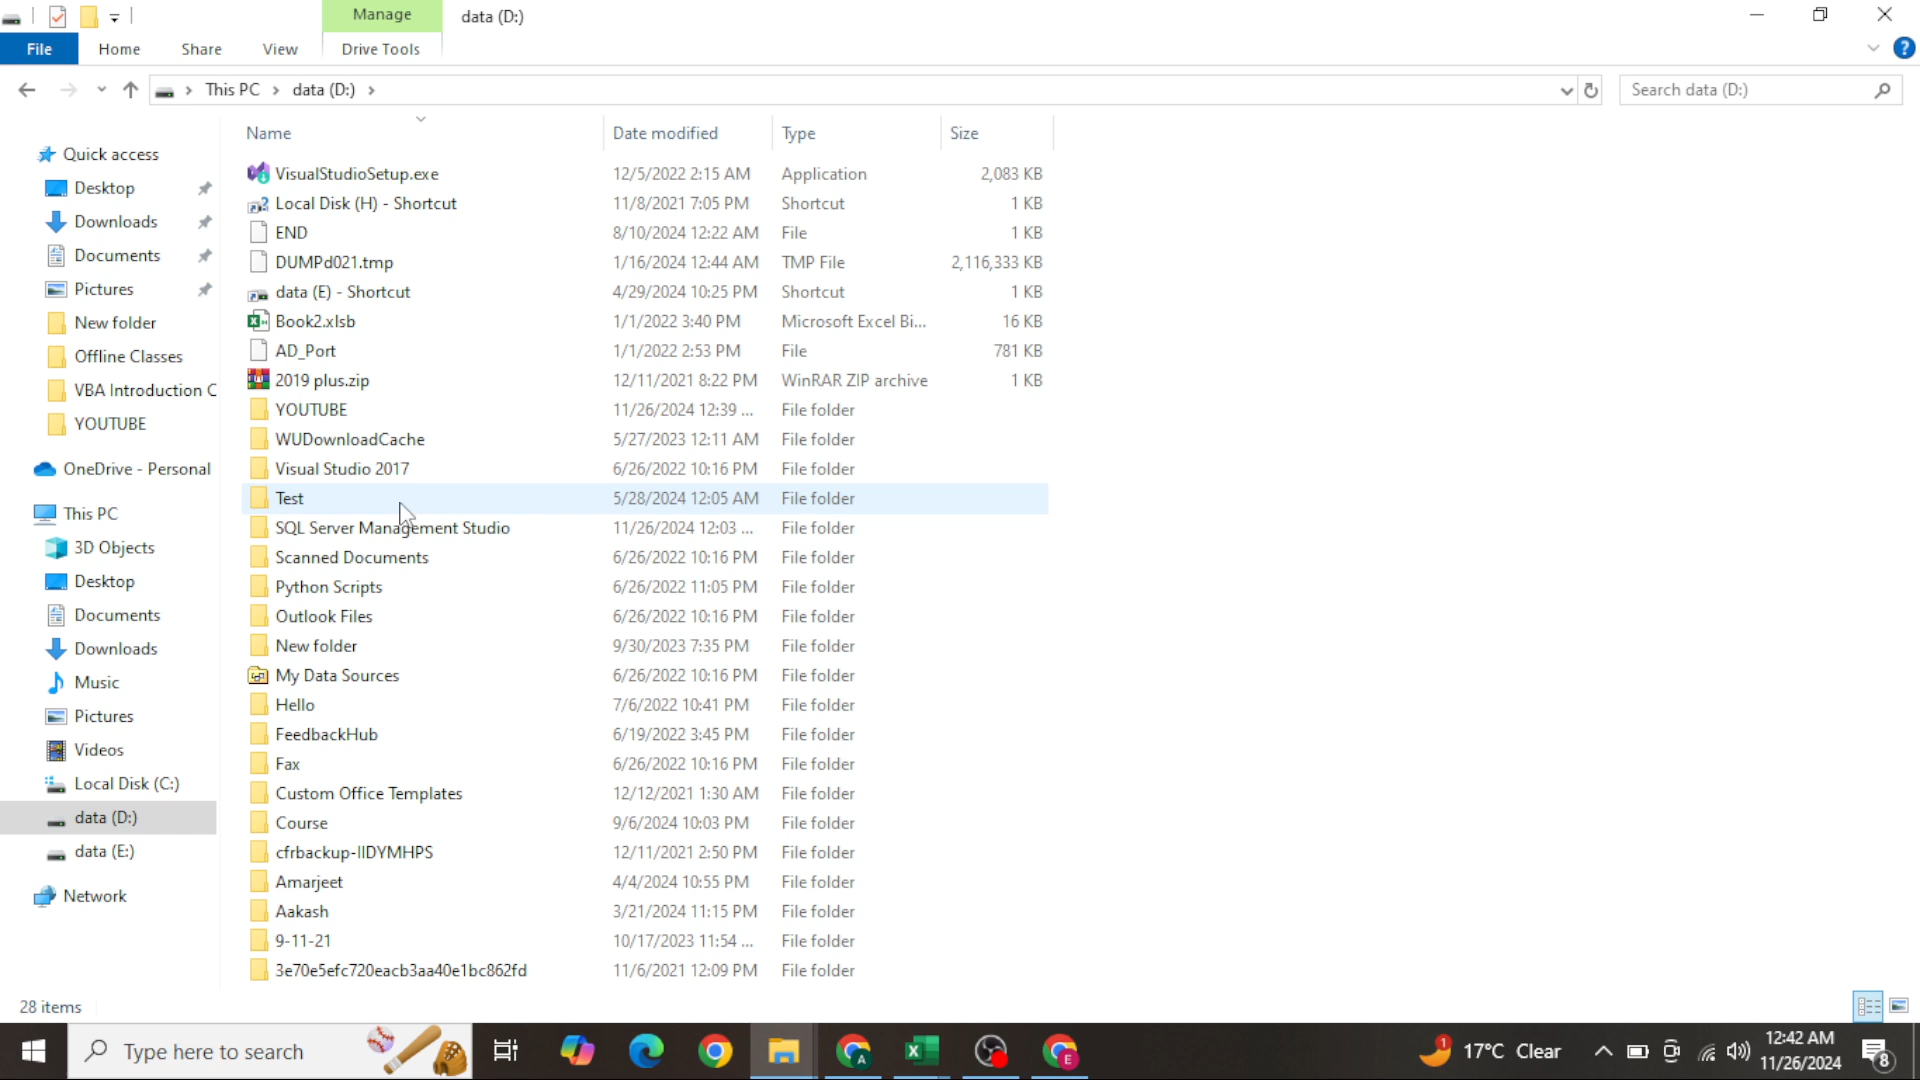 Manage
data (D:)
File
Home
Share
View
Drive Tools
This PC
data (D:)
Search data (D:)
Name
Date modified
Type
Size
Quick access
Desktop
Downloads
Documents
Pictures
New folder
Offline Classes
VBA Introduction C
YOUTUBE
OneDrive - Personal
This PC
3D Objects
Desktop
Documents
Downloads
Music
Pictures
Videos
Local Disk (C:)
data (D:)
data (E:)
Network
VisualStudioSetup.exe 12/5/2022 2:15 AM Application 2,083 KB
Local Disk (H) - Shortcut 11/8/2021 7:05 PM Shortcut 1 KB
END 8/10/2024 12:22 AM File 1 KB
DUMPd021.tmp 1/16/2024 12:44 AM TMP File 2,116,333 KB
data (E) - Shortcut 4/29/2024 10:25 PM Shortcut 1 KB
Book2.xlsb 1/1/2022 3:40 PM Microsoft Excel Bi... 16 KB
AD_Port 1/1/2022 2:53 PM File 781 KB
2019 plus.zip 12/11/2021 8:22 PM WinRAR ZIP archive 1 KB
YOUTUBE 11/26/2024 12:39 ... File folder
WUDownloadCache 5/27/2023 12:11 AM File folder
Visual Studio 2017 6/26/2022 10:16 PM File folder
Test 5/28/2024 12:05 AM File folder
SQL Server Management Studio 11/26/2024 12:03 ... File folder
Scanned Documents 6/26/2022 10:16 PM File folder
Python Scripts 6/26/2022 11:05 PM File folder
Outlook Files 6/26/2022 10:16 PM File folder
New folder 9/30/2023 7:35 PM File folder
My Data Sources 6/26/2022 10:16 PM File folder
Hello 7/6/2022 10:41 PM File folder
FeedbackHub 6/19/2022 3:45 PM File folder
Fax 6/26/2022 10:16 PM File folder
Custom Office Templates 12/12/2021 1:30 AM File folder
Course 9/6/2024 10:03 PM File folder
cfrbackup-IIDYMHPS 12/11/2021 2:50 PM File folder
Amarjeet 4/4/2024 10:55 PM File folder
Aakash 3/21/2024 11:15 PM File folder
9-11-21 10/17/2023 11:54 ... File folder
3e70e5efc720eacb3aa40e1bc862fd 11/6/2021 12:09 PM File folder
28 items
Type here to search
17°C Clear
12:42 AM
11/26/2024
8